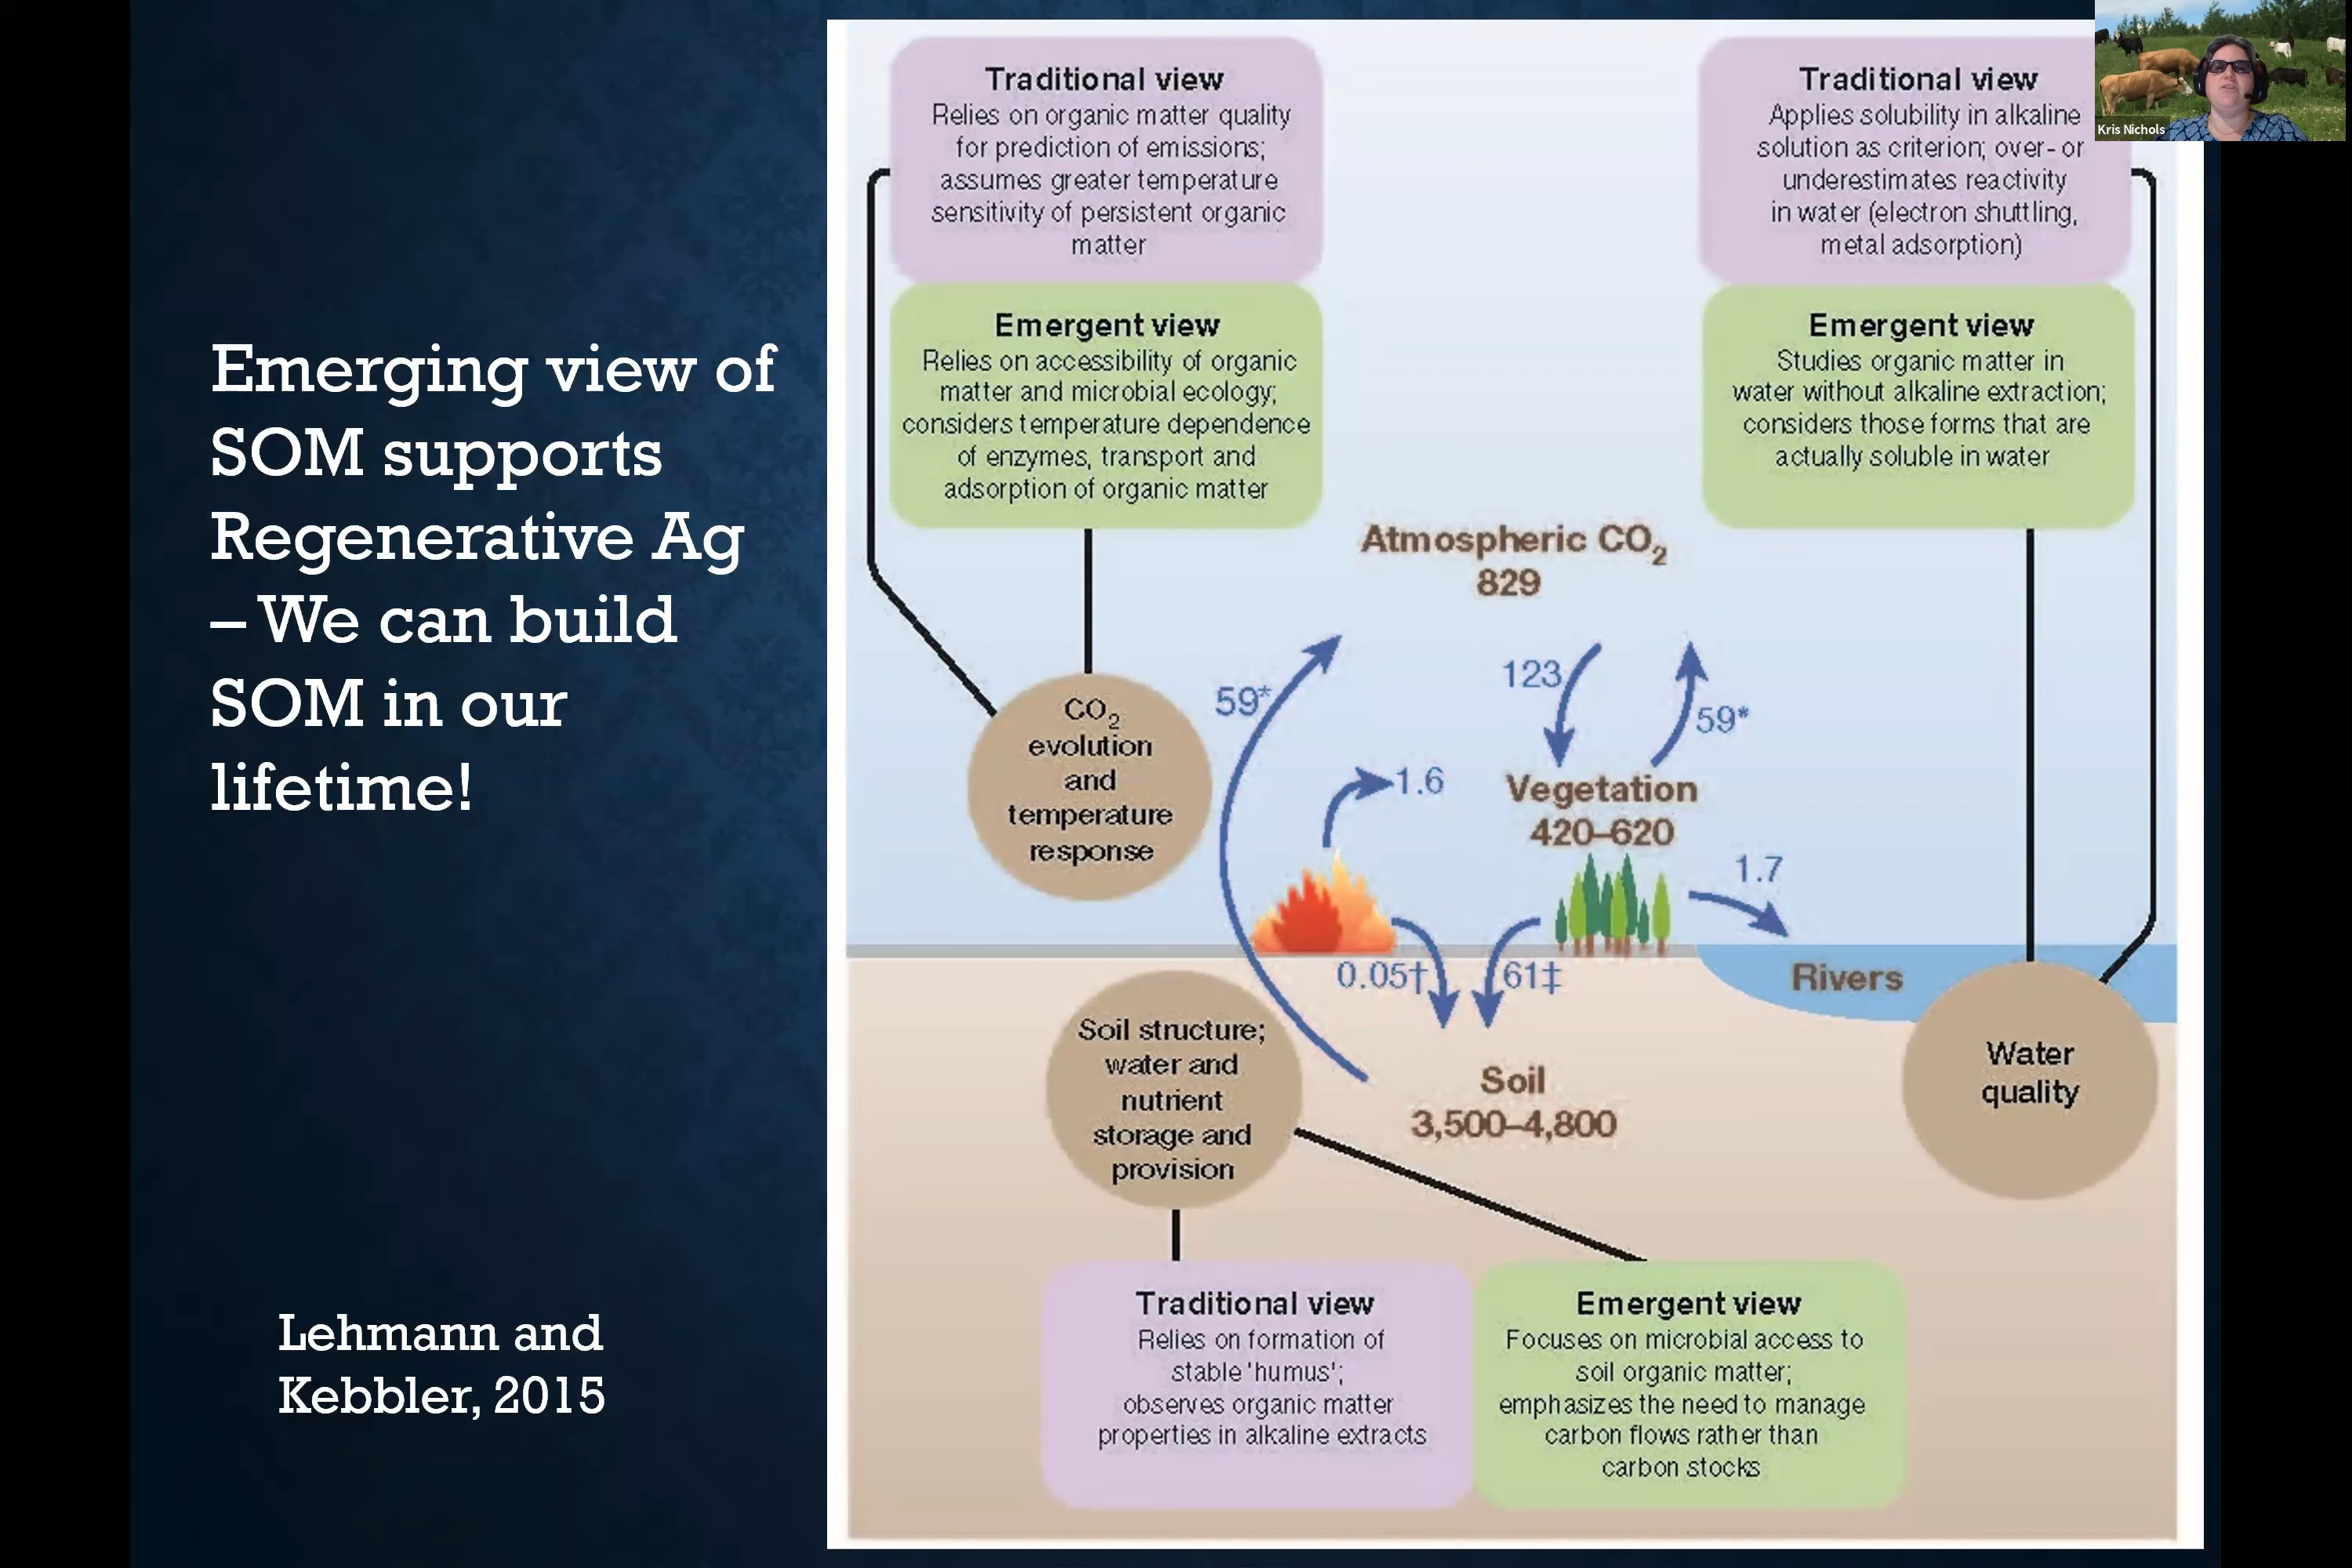 Emerging view of
SOM supports
Regenerative Ag
– We can build
SOM in our
lifetime!
Lehmann and
Kebbler, 2015
Traditional view
Relies on organic matter quality
for prediction of emissions;
assumes greater temperature
sensitivity of persistent organic
matter
Emergent view
Relies on accessibility of organic
matter and microbial ecology;
considers temperature dependence
of enzymes, transport and
adsorption of organic matter
Traditional view
Applies solubility in alkaline
solution as criterion; over- or
underestimates reactivity
in water (electron shuttling,
metal adsorption)
Emergent view
Studies organic matter in
water without alkaline extraction;
considers those forms that are
actually soluble in water
Kris Nichols
Atmospheric CO₂
829
59*
123
59*
CO₂
evolution
and
temperature
response
1.6
Vegetation
420–620
1.7
0.05†
61‡
Rivers
Soil structure;
water and
nutrient
storage and
provision
Soil
3,500–4,800
Water
quality
Traditional view
Relies on formation of
stable 'humus';
observes organic matter
properties in alkaline extracts
Emergent view
Focuses on microbial access to
soil organic matter;
emphasizes the need to manage
carbon flows rather than
carbon stocks